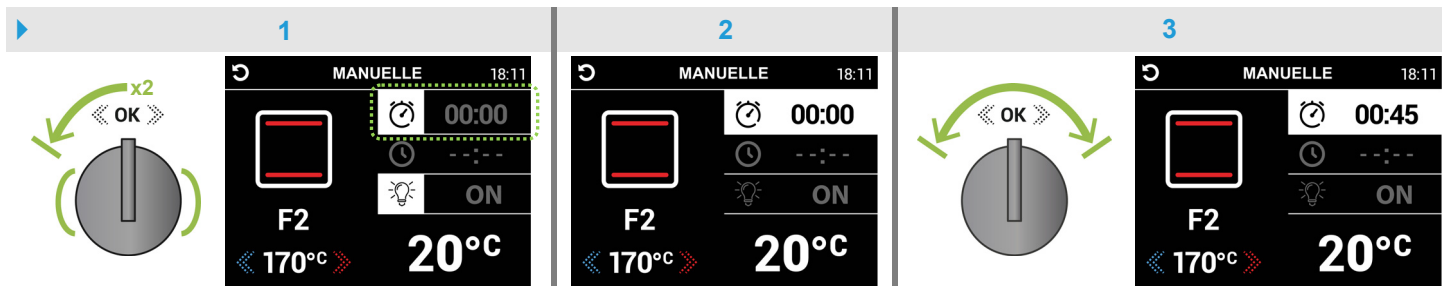 1
2
3
x2
OK
MANUELLE 18:11
00:00
--:--
ON
F2
170°C
20°C
MANUELLE 18:11
00:00
--:--
ON
F2
170°C
20°C
OK
MANUELLE 18:11
00:45
--:--
ON
F2
170°C
20°C